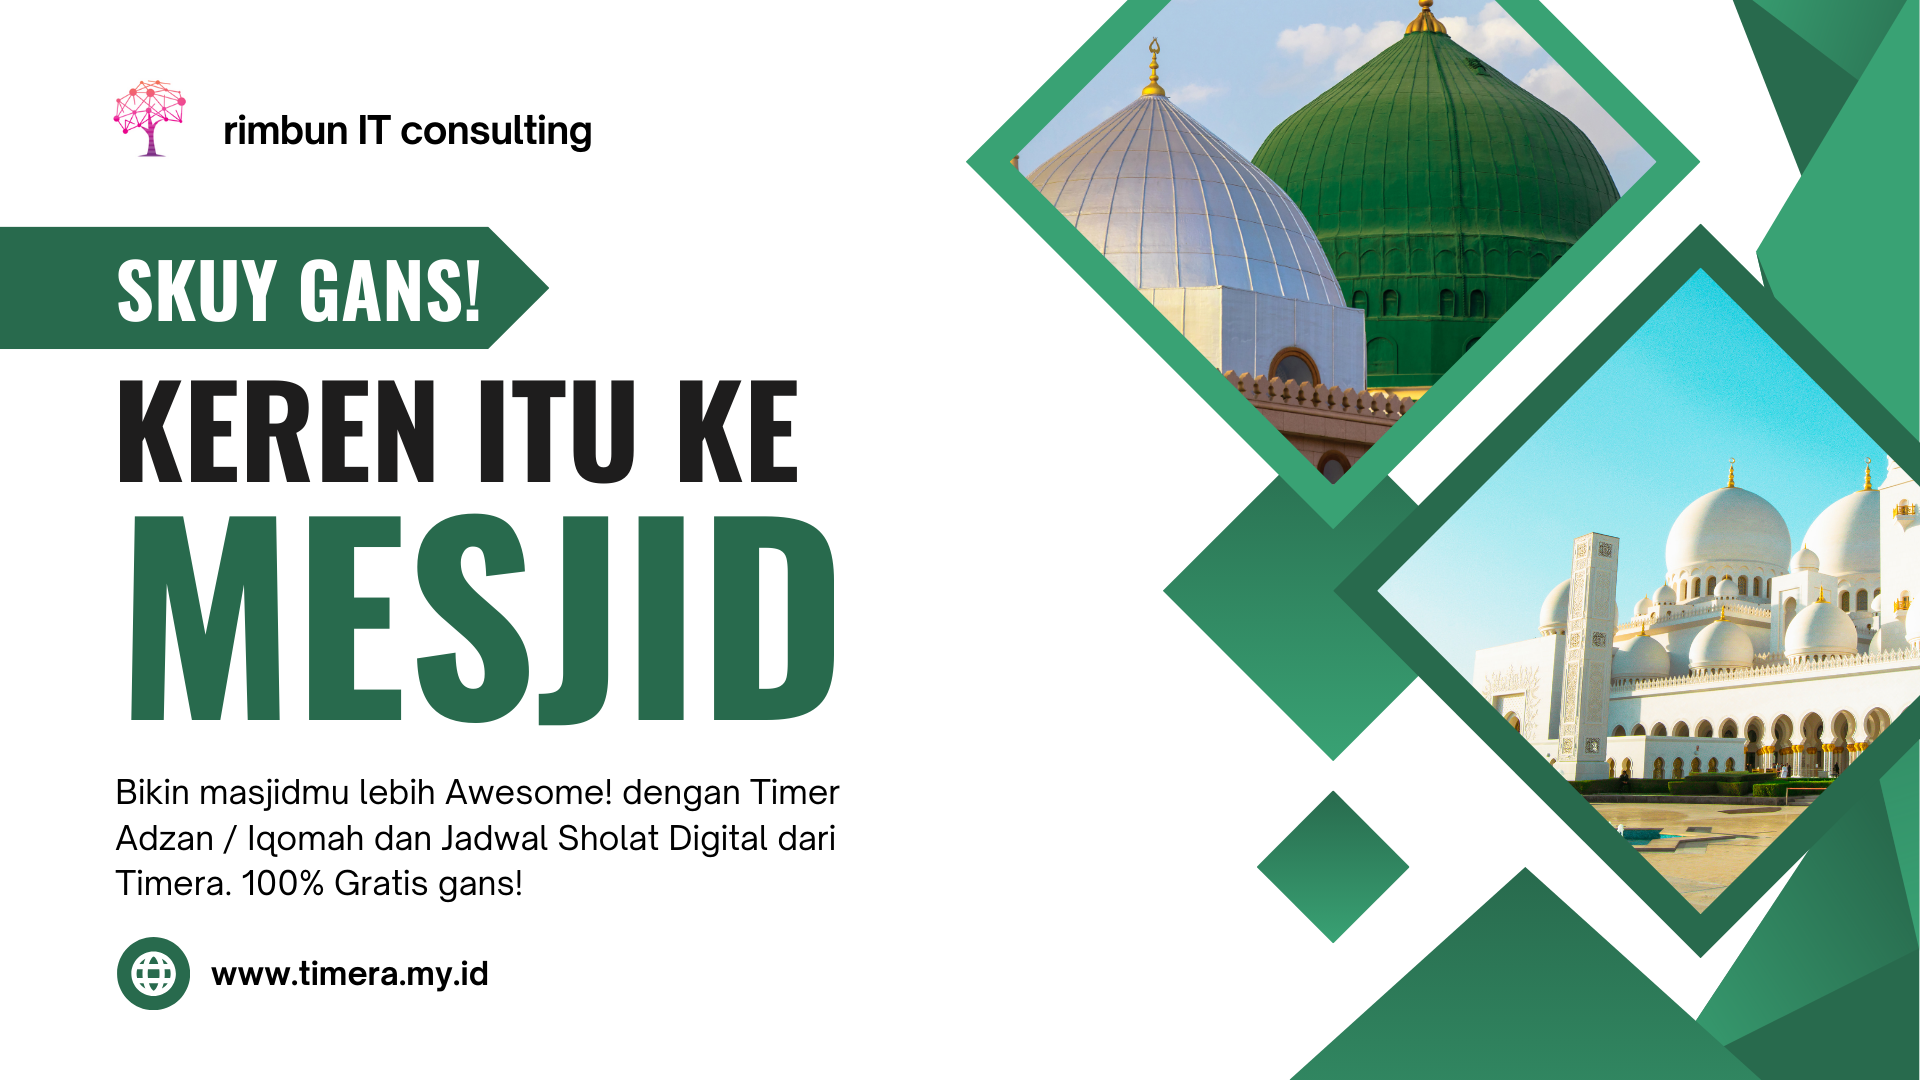 rimbun IT consulting
SKUY GANS!
KEREN ITU KE
MESJID
Bikin masjidmu lebih Awesome! dengan Timer
Adzan / Iqomah dan Jadwal Sholat Digital dari
Timera. 100% Gratis gans!
www.timera.my.id